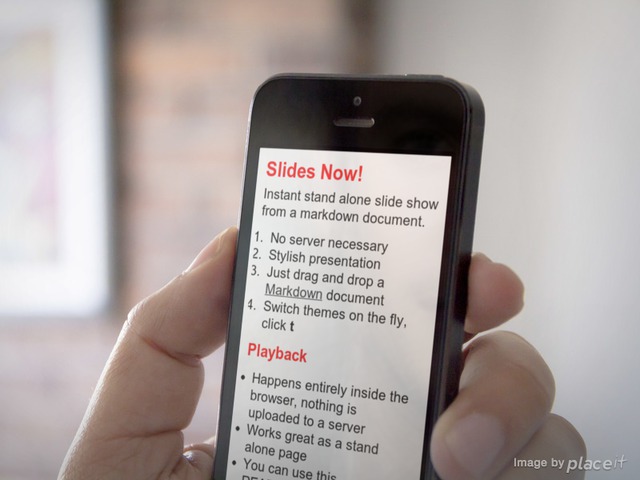 Slides Now!
Instant stand alone slide show
from a markdown document.
1. No server necessary
2. Stylish presentation
3. Just drag and drop a
Markdown document
4. Switch themes on the fly,
click t
Playback
• Happens entirely inside the
browser, nothing is
uploaded to a server
• Works great as a stand
alone page
• You can use this
Image by placeit